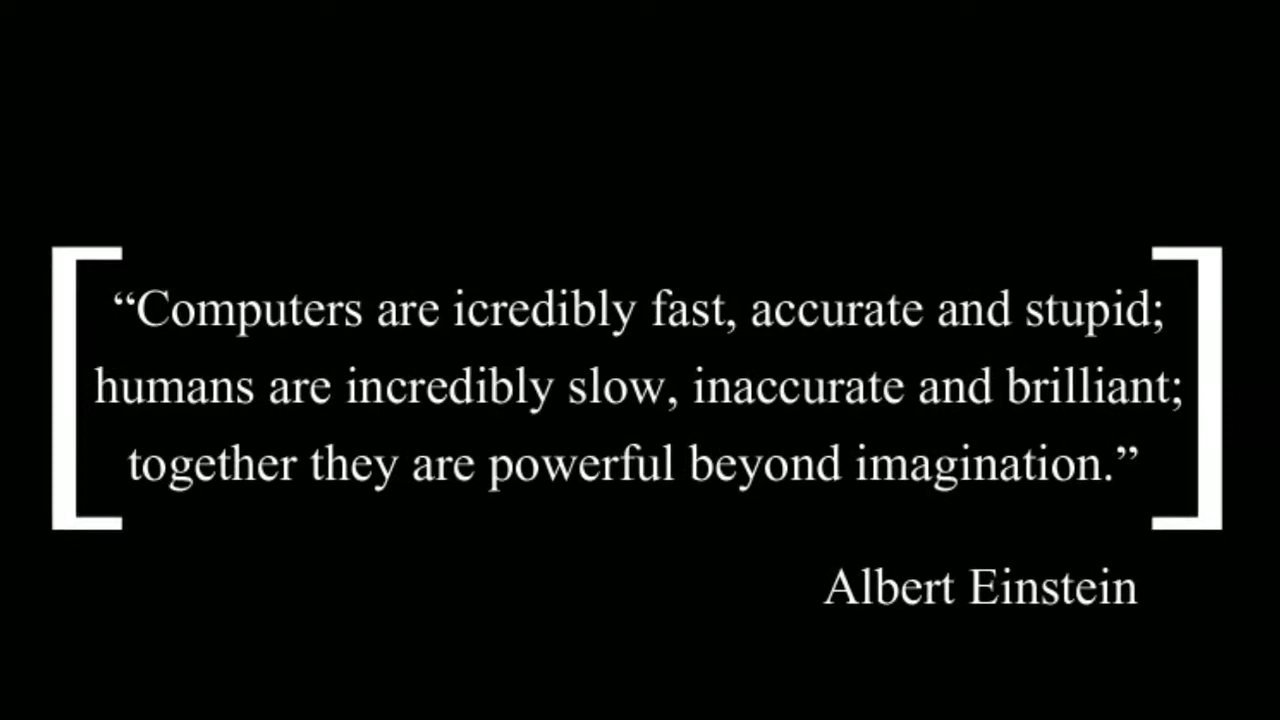 “Computers are icredibly fast, accurate and stupid;
humans are incredibly slow, inaccurate and brilliant;
together they are powerful beyond imagination.”
Albert Einstein